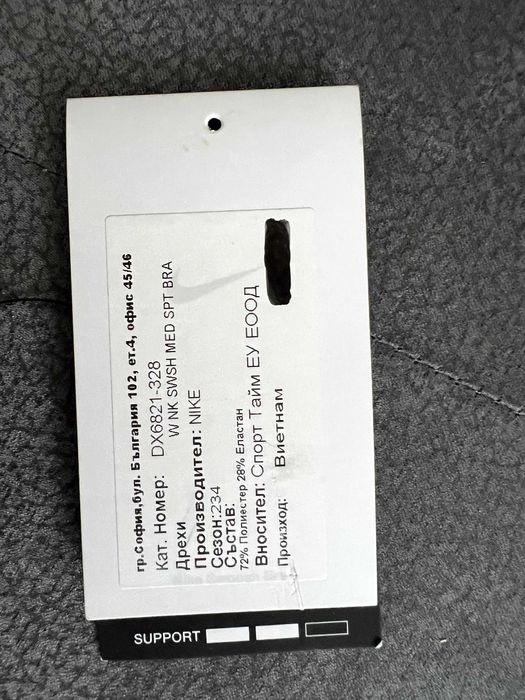 гр.София,бул. България 102, ет.4, офис 45/46
Кат. Номер: DX6821-328
W NK SWSH MED SPT BRA
Дрехи
Производител: NIKE
Сезон:234
Състав:
72% Полиестер 28% Еластан
Вносител: Спорт Тайм ЕУ ЕООД
Произход: Виетнам
SUPPORT